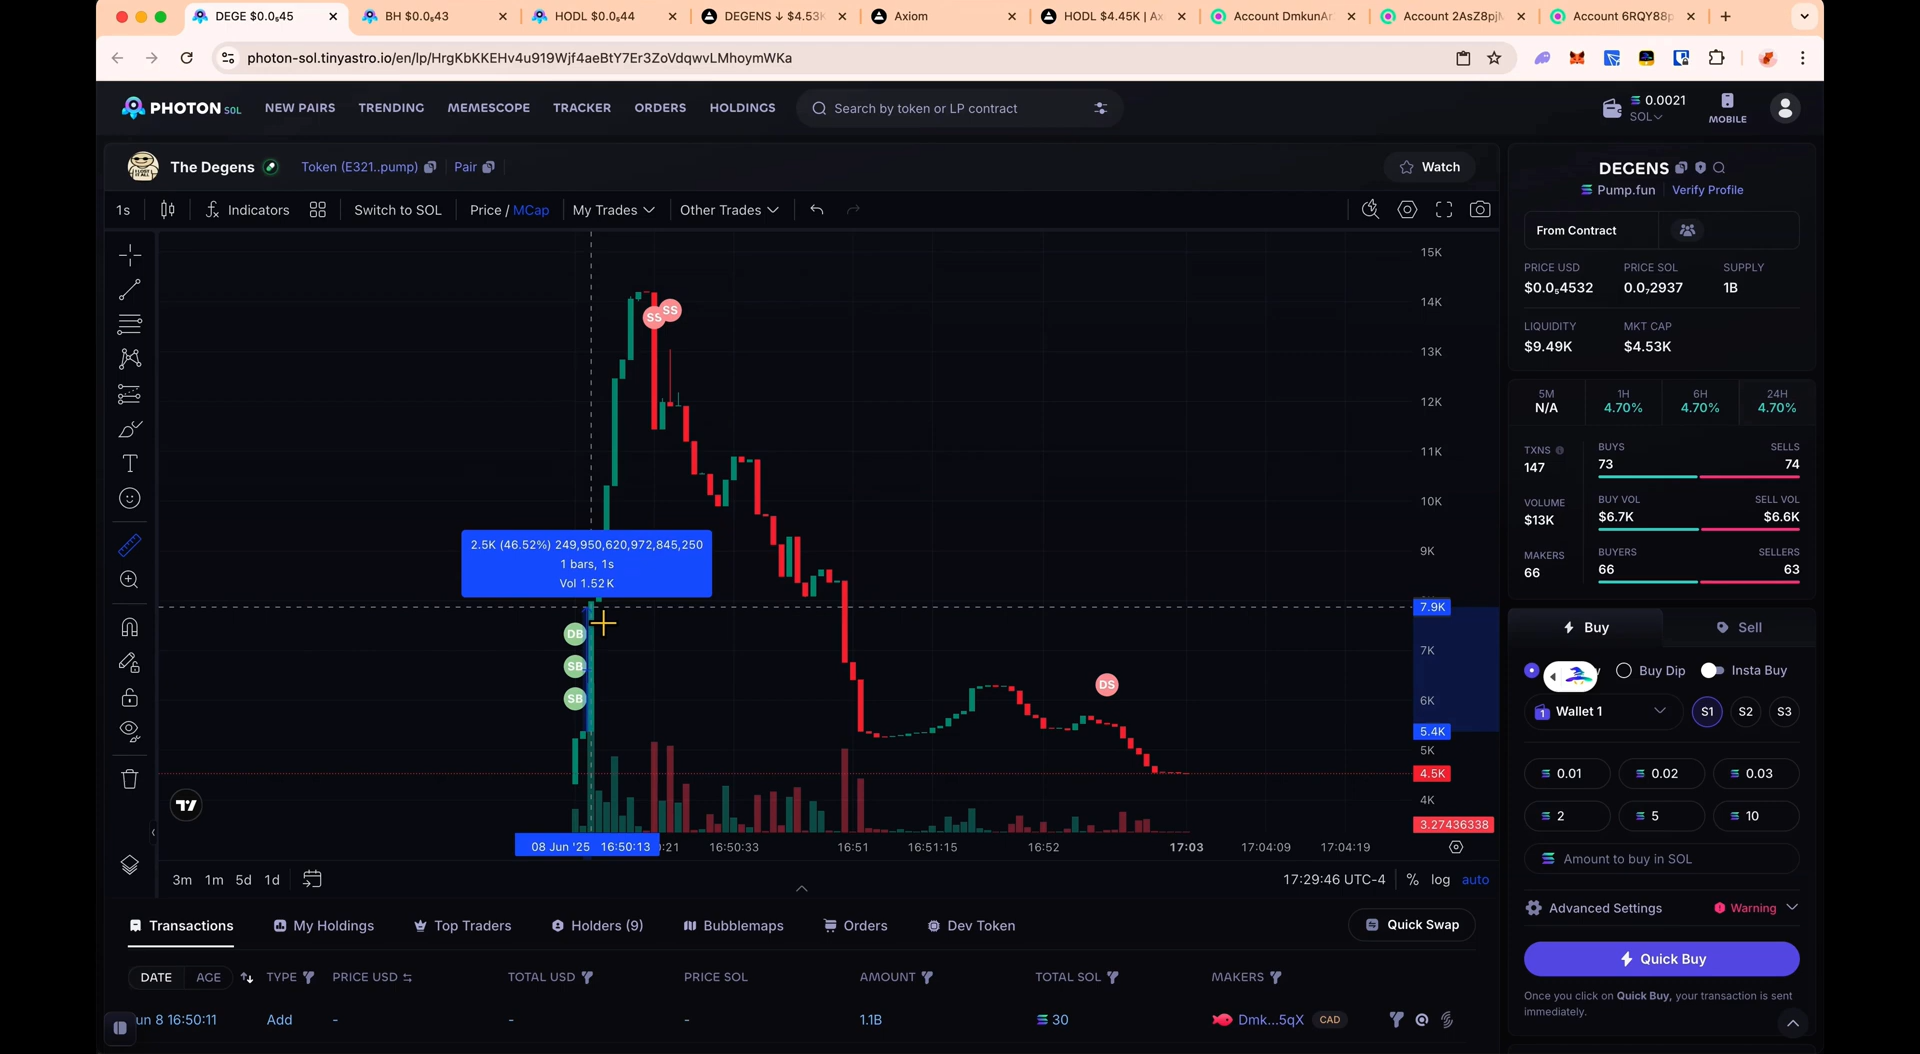 DEGE $0.0₅45
BH $0.0₅43
HODL $0.0₅44
DEGENS ↓ $4.53K
Axiom
HODL $4.45K | Ax
Account DmkunAr
Account 2AsZ8pj
Account 6RQY88p
photon-sol.tinyastro.io/en/lp/HrgKbKKEHv4u919Wjf4aeBtY7Er3ZoVdqwvLMhoymWKa
PHOTON SOL
NEW PAIRS
TRENDING
MEMESCOPE
TRACKER
ORDERS
HOLDINGS
Search by token or LP contract
0.0021
SOL
MOBILE
The Degens
Token (E321..pump)
Pair
Watch
1s
Indicators
Switch to SOL
Price / MCap
My Trades
Other Trades
15K
14K
13K
12K
11K
10K
9K
7.9K
7K
6K
5.4K
5K
4.5K
4K
3.27436338
SS
SS
2.5K (46.52%) 249,950,620,972,845,250
1 bars, 1s
Vol 1.52K
DB
SB
SB
DS
08 Jun '25 16:50:13
:21
16:50:33
16:51
16:51:15
16:52
17:03
17:04:09
17:04:19
3m
1m
5d
1d
17:29:46 UTC-4
%
log
auto
Transactions
My Holdings
Top Traders
Holders (9)
Bubblemaps
Orders
Dev Token
Quick Swap
DATE
AGE
TYPE
PRICE USD
TOTAL USD
PRICE SOL
AMOUNT
TOTAL SOL
MAKERS
un 8 16:50:11
Add
-
-
-
1.1B
30
Dmk...5qX
CAD
DEGENS
Pump.fun
Verify Profile
From Contract
PRICE USD
PRICE SOL
SUPPLY
$0.0₅4532
0.0₇2937
1B
LIQUIDITY
MKT CAP
$9.49K
$4.53K
5M
1H
6H
24H
N/A
4.70%
4.70%
4.70%
TXNS
147
BUYS
SELLS
73
74
VOLUME
$13K
BUY VOL
SELL VOL
$6.7K
$6.6K
MAKERS
66
BUYERS
SELLERS
66
63
Buy
Sell
Buy Dip
Insta Buy
1
Wallet 1
S1
S2
S3
0.01
0.02
0.03
2
5
10
Amount to buy in SOL
Advanced Settings
Warning
Quick Buy
Once you click on Quick Buy, your transaction is sent
immediately.